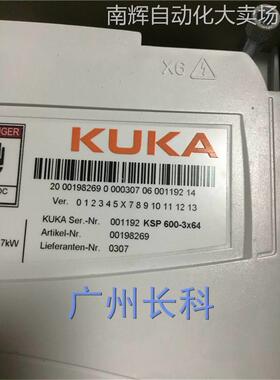 南辉自动化大卖场
X6
UGER
KUKA
DC
20 00198269 0 000307 06 001192 14
Ver. 0 1 2 3 4 5 X 7 8 9 10 11 12 13
7kW
KUKA Ser.-Nr. 001192 KSP 600-3x64
Artikel-Nr. 00198269
Lieferanten-Nr. 0307
广州长科